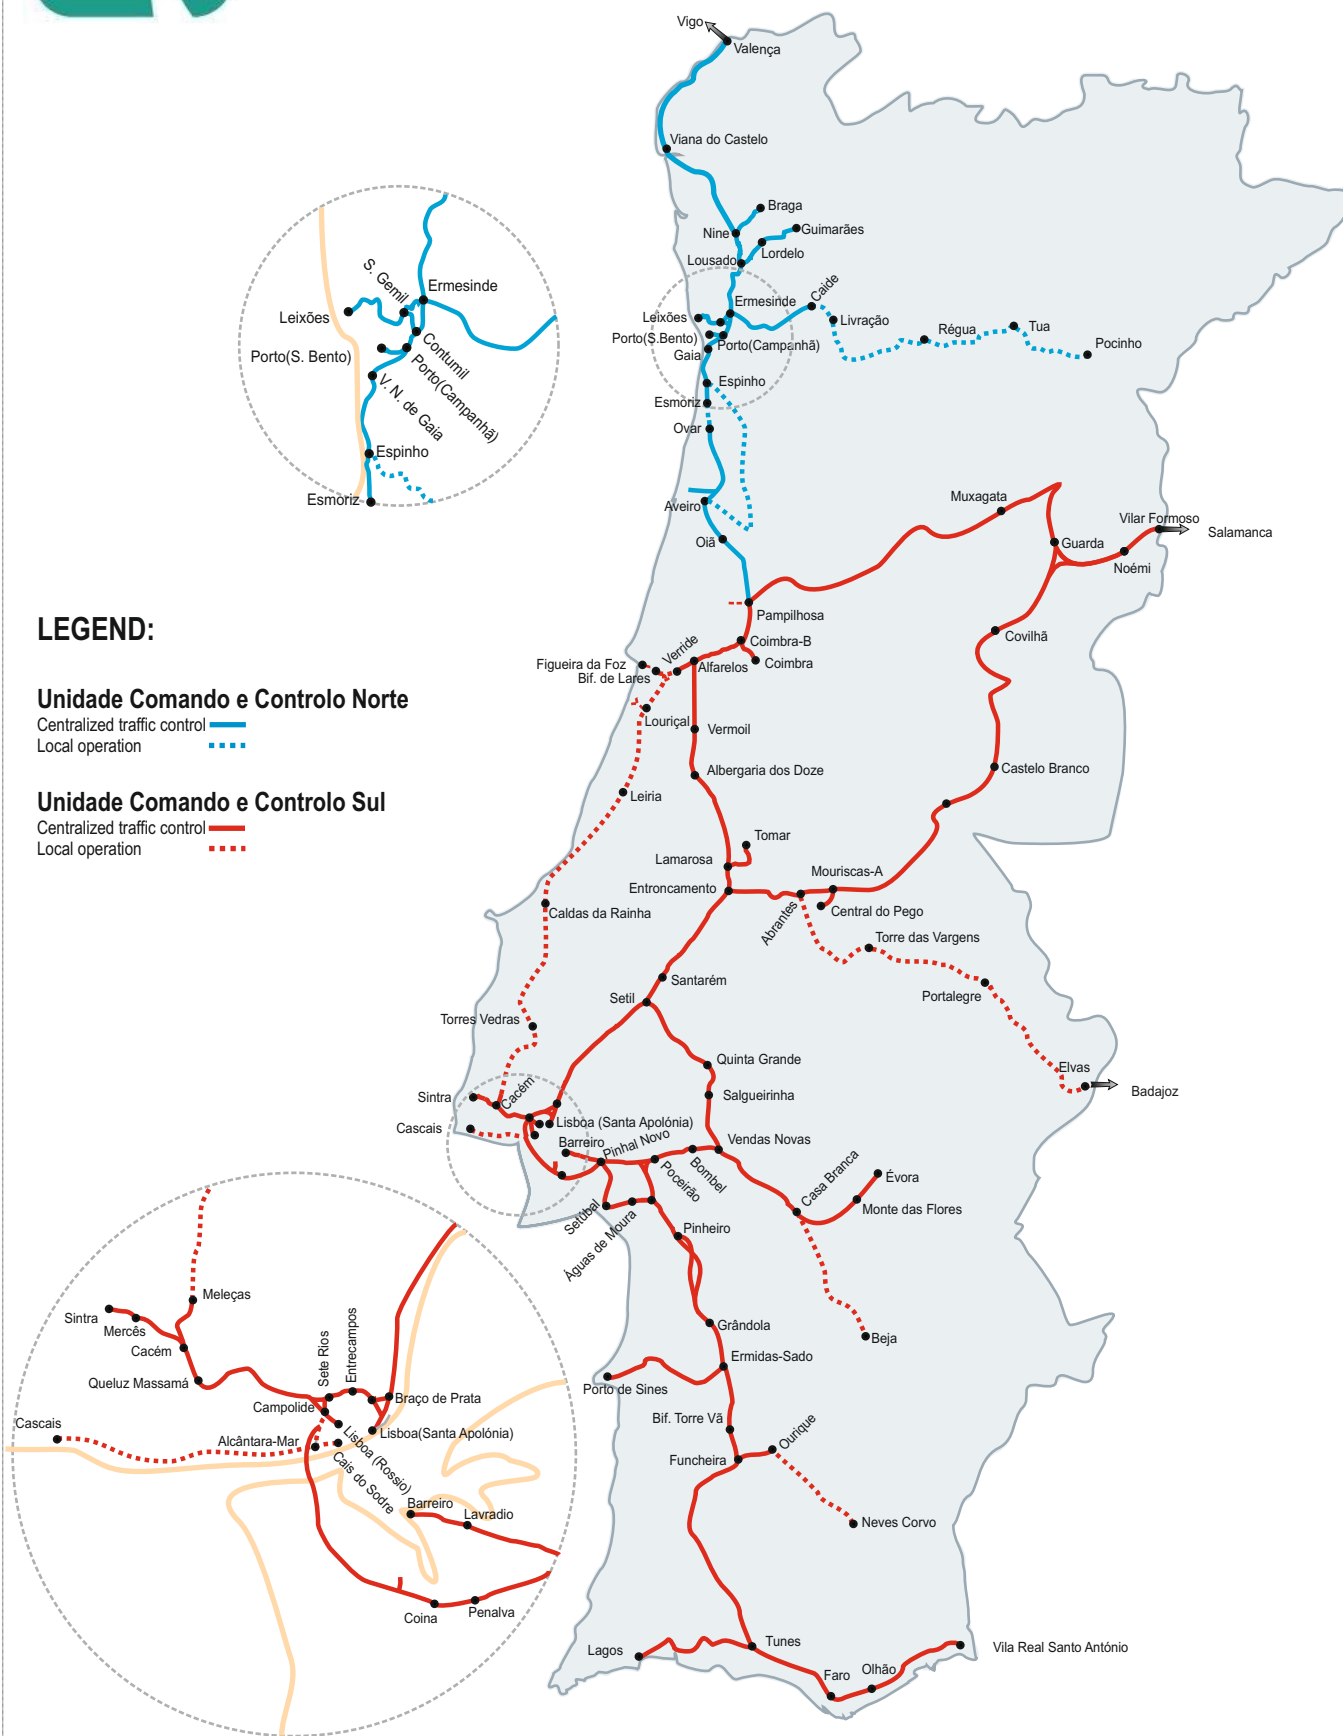 Vigo
Valença
Viana do Castelo
Braga
Nine
Guimarães
Lordelo
Lousado
Ermesinde
Caide
Leixões
Livração
Porto(S.Bento)
Porto(Campanhã)
Régua
Tua
Pocinho
Gaia
Espinho
Esmoriz
Ovar
Aveiro
Oiã
S. Gemil
Ermesinde
Leixões
Contumil
Porto(S. Bento)
Porto(Campanhã)
V. N. de Gaia
Espinho
Esmoriz
Muxagata
Vilar Formoso
Salamanca
Guarda
Noémi
Pampilhosa
Covilhã
Coimbra-B
Coimbra
Verride
Alfarelos
Figueira da Foz
Bif. de Lares
Louriçal
Vermoil
Albergaria dos Doze
Castelo Branco
Leiria
Tomar
Lamarosa
Mouriscas-A
Entroncamento
Abrantes
Central do Pego
Caldas da Rainha
Torre das Vargens
Santarém
Portalegre
Setil
Torres Vedras
Quinta Grande
Elvas
Badajoz
Salgueirinha
Sintra
Cacém
Lisboa (Santa Apolónia)
Cascais
Barreiro
Pinhal Novo
Vendas Novas
Bombel
Poceirão
Casa Branca
Évora
Monte das Flores
Setúbal
Águas de Moura
Pinheiro
Grândola
Beja
Ermidas-Sado
Porto de Sines
Bif. Torre Vã
Ourique
Funcheira
Neves Corvo
Tunes
Lagos
Faro
Olhão
Vila Real Santo António
LEGEND:
Unidade Comando e Controlo Norte
Centralized traffic control
Local operation
Unidade Comando e Controlo Sul
Centralized traffic control
Local operation
Meleças
Sintra
Mercês
Cacém
Queluz Massamá
Sete Rios
Entrecampos
Braço de Prata
Campolide
Cascais
Alcântara-Mar
Lisboa(Santa Apolónia)
Lisboa (Rossio)
Cais do Sodre
Barreiro
Lavradio
Coina
Penalva